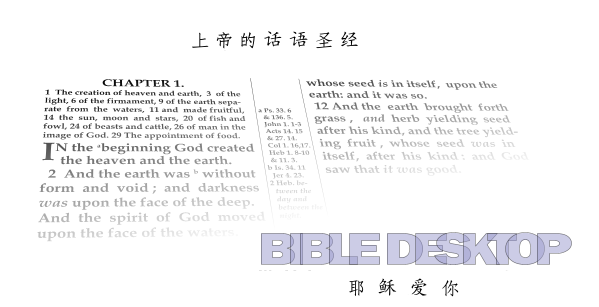 上帝的话语圣经
CHAPTER 1.
1 The creation of heaven and earth, 3 of the
light, 6 of the firmament, 9 of the earth sepa-
rate from the waters, 11 and made fruitful,
14 the sun, moon and stars, 20 of fish and
fowl, 24 of beasts and cattle, 26 of man in the
image of God. 29 The appointment of food.
IN the ᵃbeginning God created
the heaven and the earth.
2 And the earth was ᵇ without
form and void; and darkness
was upon the face of the deep.
And the spirit of God moved
upon the face of the waters.
a Ps. 33. 6
& 136. 5.
John 1. 1-3
Acts 14. 15
& 27. 14.
Col 1. 16,17.
Heb 1. 8-10
& 11. 3.
b Is. 34. 11
Jer 4. 23.
2 Heb. be-
tween the
day and
between the
night
whose seed is in itself, upon the
earth: and it was so.
12 And the earth brought forth
grass, and herb yielding seed
after his kind, and the tree yield-
ing fruit, whose seed was in
itself, after his kind: and God
saw that it was good.
BIBLE DESKTOP
耶稣爱你